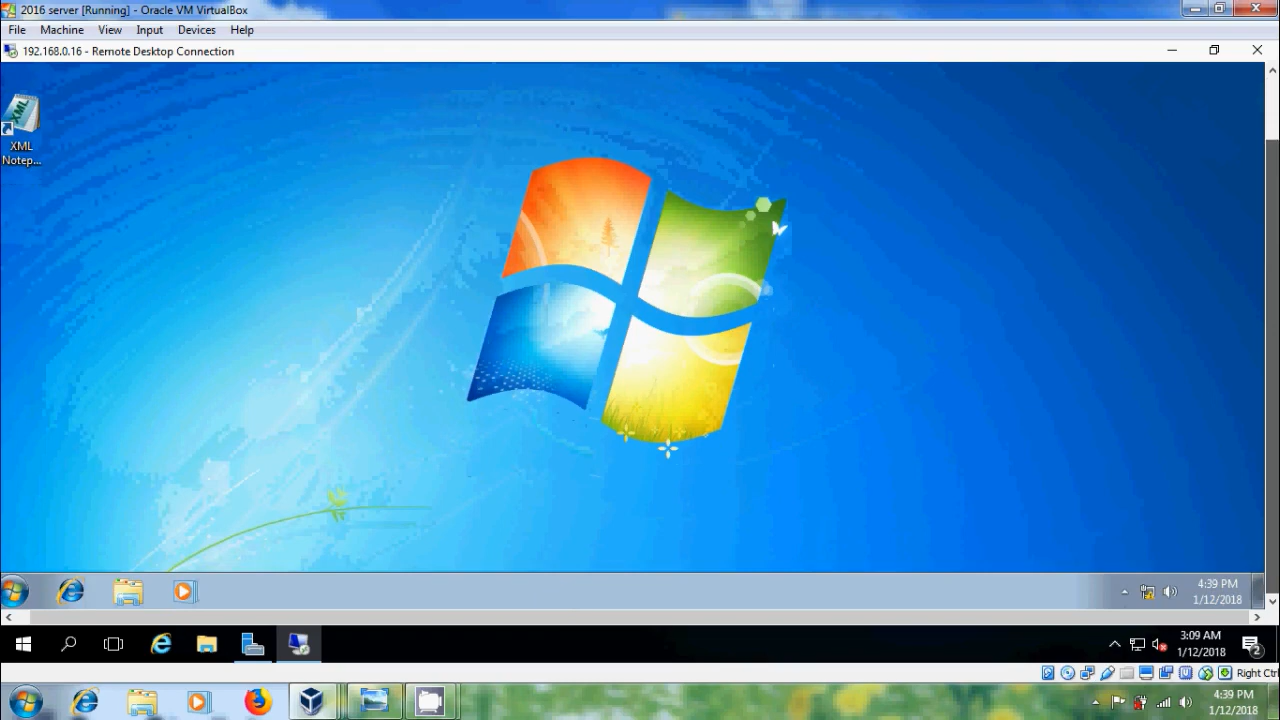 2016 server [Running] - Oracle VM VirtualBox
File Machine View Input Devices Help
192.168.0.16 - Remote Desktop Connection
XML
XML
Notep...
4:39 PM
1/12/2018
3:09 AM
1/12/2018
2
Right Ctrl
4:39 PM
1/12/2018